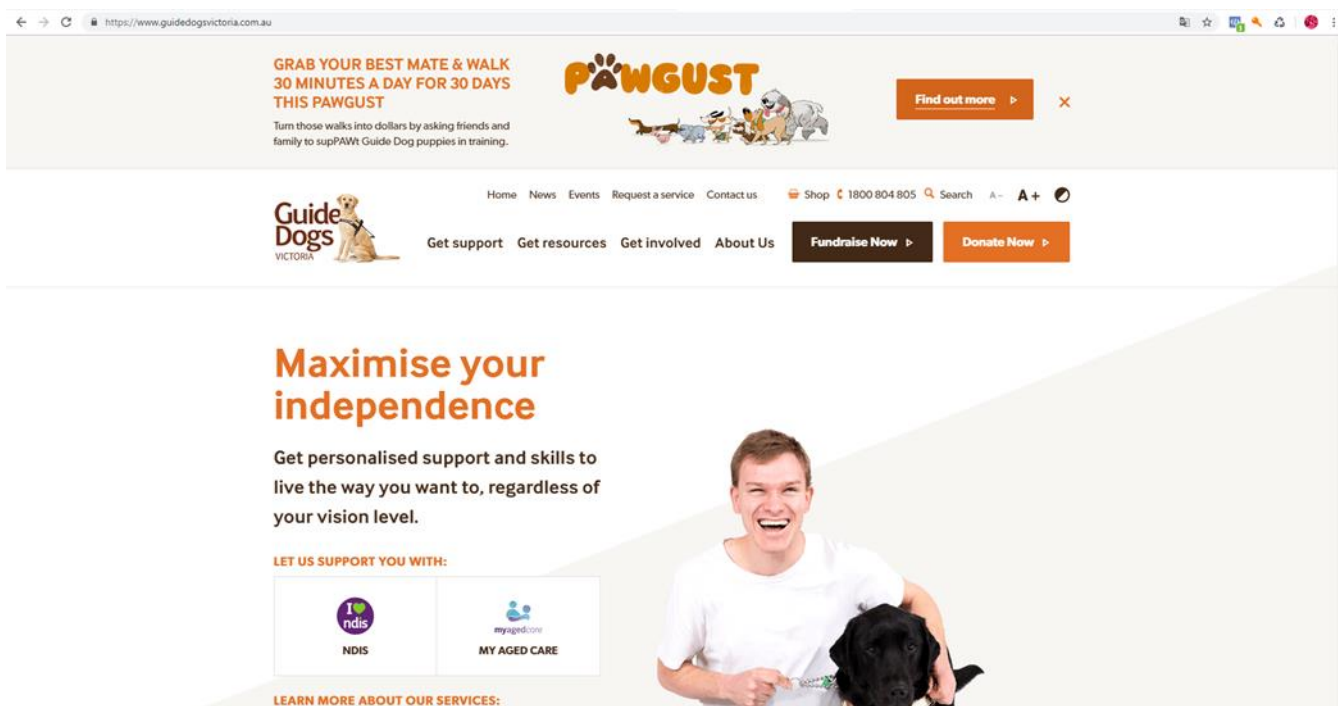 https://www.guidedogsvictoria.com.au
GRAB YOUR BEST MATE & WALK
30 MINUTES A DAY FOR 30 DAYS
THIS PAWGUST
Turn those walks into dollars by asking friends and
family to supPAWt Guide Dog puppies in training.
PAWGUST
Find out more
Guide
Dogs
VICTORIA
Home News Events Request a service Contact us Shop 1800 804 805 Search A- A+
Get support Get resources Get involved About Us Fundraise Now Donate Now
Maximise your
independence
Get personalised support and skills to
live the way you want to, regardless of
your vision level.
LET US SUPPORT YOU WITH:
I
ndis
NDIS
myagedcare
MY AGED CARE
LEARN MORE ABOUT OUR SERVICES: